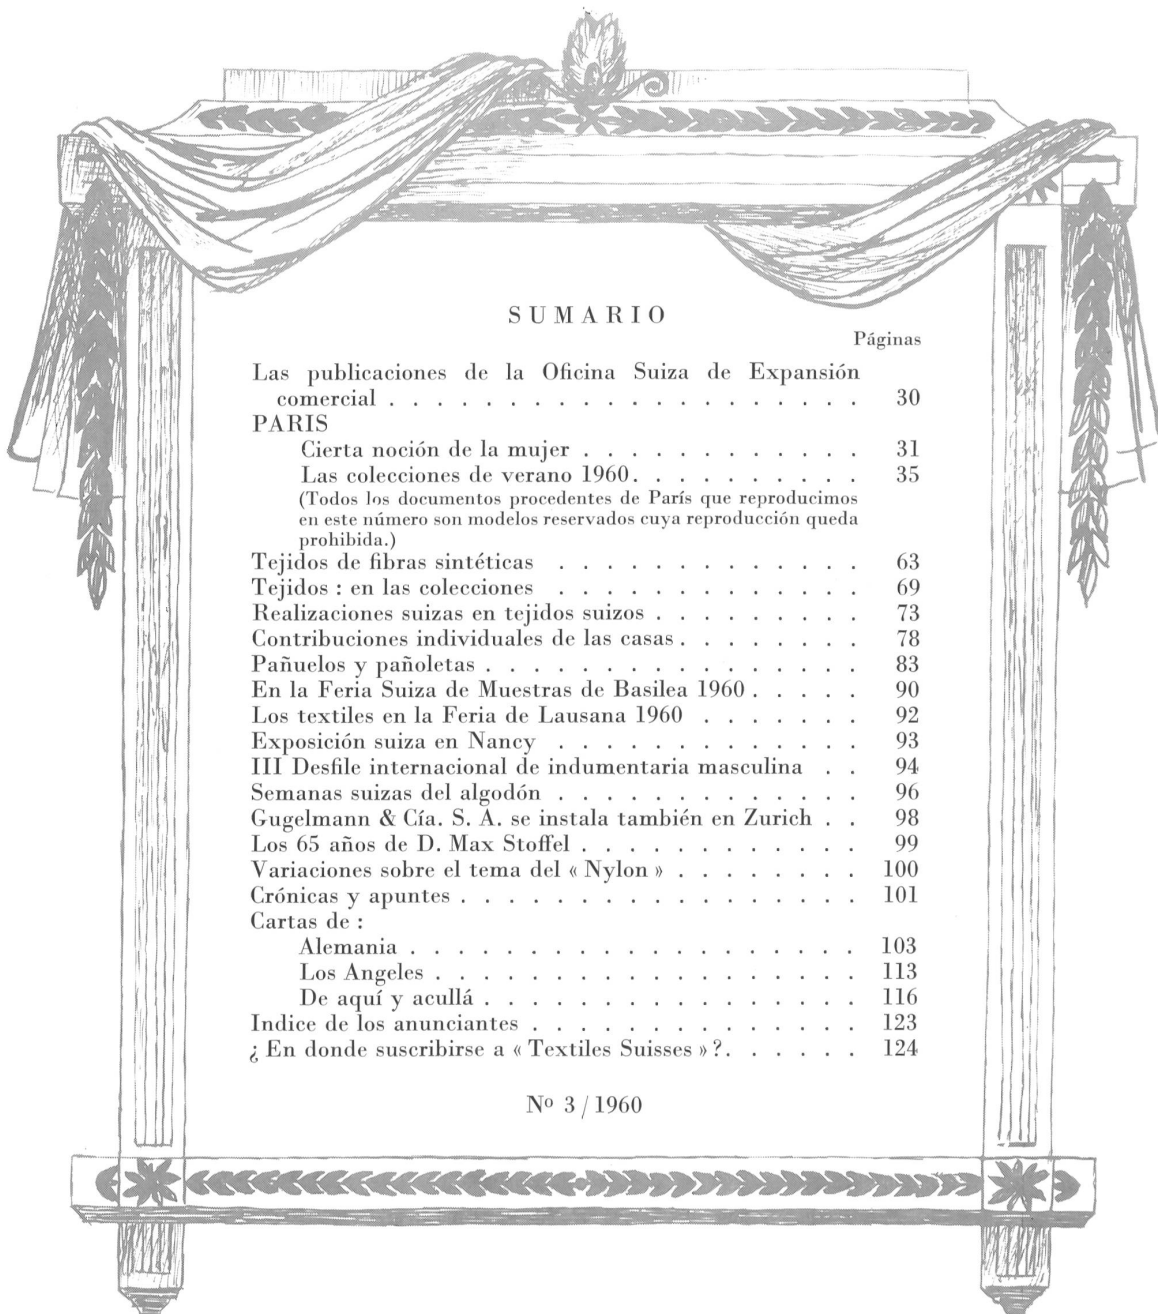 SUMARIO
Páginas
Las publicaciones de la Oficina Suiza de Expansión
comercial . . . . . . . . . . . . . . . . . . . . 30
PARIS
Cierta noción de la mujer . . . . . . . . . . . . 31
Las colecciones de verano 1960. . . . . . . . . . 35
(Todos los documentos procedentes de París que reproducimos
en este número son modelos reservados cuya reproducción queda
prohibida.)
Tejidos de fibras sintéticas . . . . . . . . . . . . . 63
Tejidos : en las colecciones . . . . . . . . . . . . . 69
Realizaciones suizas en tejidos suizos . . . . . . . . . 73
Contribuciones individuales de las casas . . . . . . . . 78
Pañuelos y pañoletas . . . . . . . . . . . . . . . . 83
En la Feria Suiza de Muestras de Basilea 1960 . . . . . 90
Los textiles en la Feria de Lausana 1960 . . . . . . . 92
Exposición suiza en Nancy . . . . . . . . . . . . . 93
III Desfile internacional de indumentaria masculina . . 94
Semanas suizas del algodón . . . . . . . . . . . . . 96
Gugelmann & Cía. S. A. se instala también en Zurich . . 98
Los 65 años de D. Max Stoffel . . . . . . . . . . . . 99
Variaciones sobre el tema del « Nylon » . . . . . . . . 100
Crónicas y apuntes . . . . . . . . . . . . . . . . . 101
Cartas de :
Alemania . . . . . . . . . . . . . . . . . . . 103
Los Angeles . . . . . . . . . . . . . . . . . . 113
De aquí y acullá . . . . . . . . . . . . . . . . 116
Indice de los anunciantes . . . . . . . . . . . . . . 123
¿ En donde suscribirse a « Textiles Suisses » ?. . . . . . 124
Nº 3 / 1960